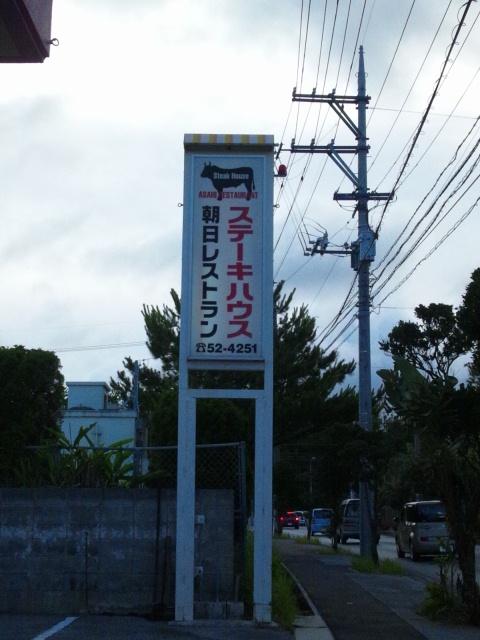 Steak House
ASAHI RESTAURANT
ステーキハウス
朝日レストラン
☎52-4251